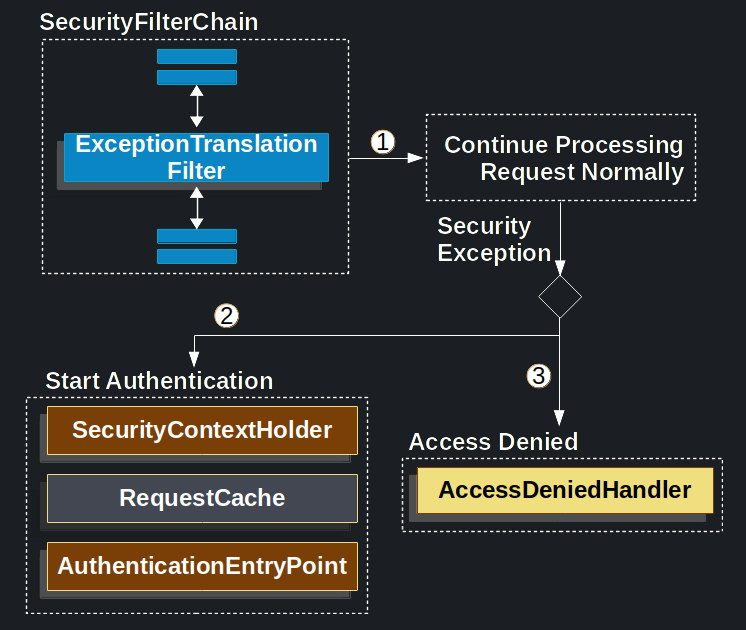 SecurityFilterChain
ExceptionTranslation
Filter
1
Continue Processing
Request Normally
Security
Exception
2
3
Start Authentication
SecurityContextHolder
RequestCache
AuthenticationEntryPoint
Access Denied
AccessDeniedHandler